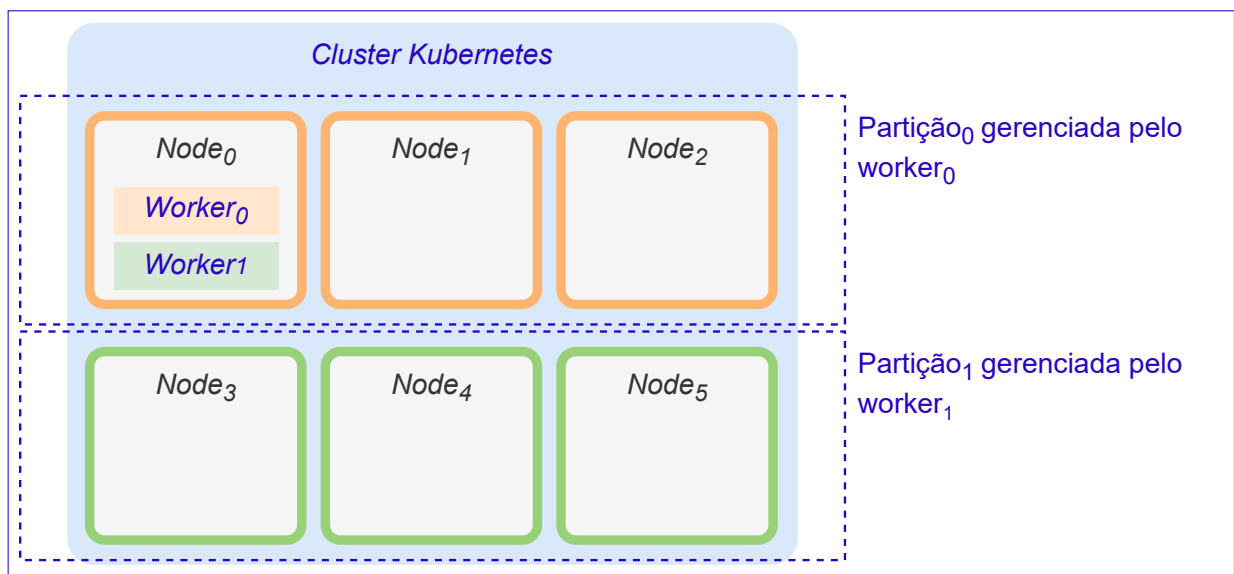 Cluster Kubernetes
Node₀ Node₁ Node₂
Partição₀ gerenciada pelo
worker₀
Worker₀
Worker1
Node₃ Node₄ Node₅
Partição₁ gerenciada pelo
worker₁